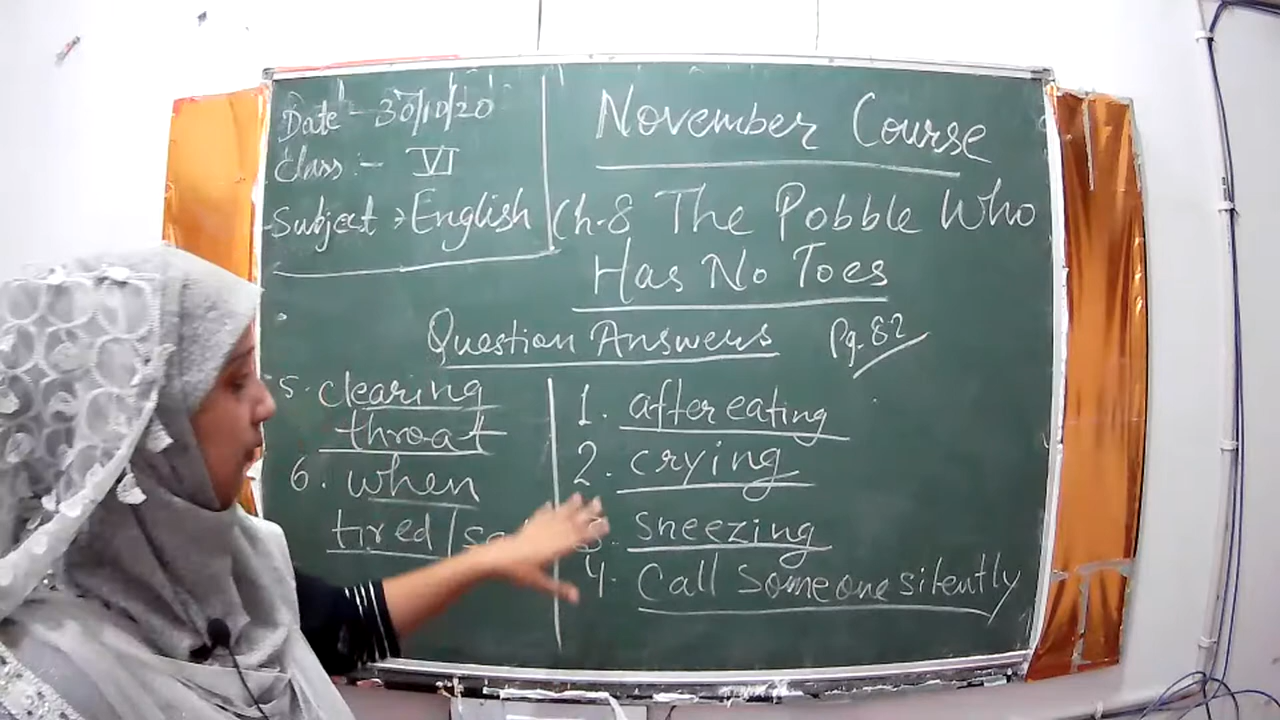 Date - 30/10/20
Class :- VI
Subject → English
November Course
Ch-8 The Pobble Who
Has No Toes
Question Answers Pg. 82
1. after eating
2. crying
3. sneezing
4. Call Someone silently
5. clearing
throat
6. when
tired /